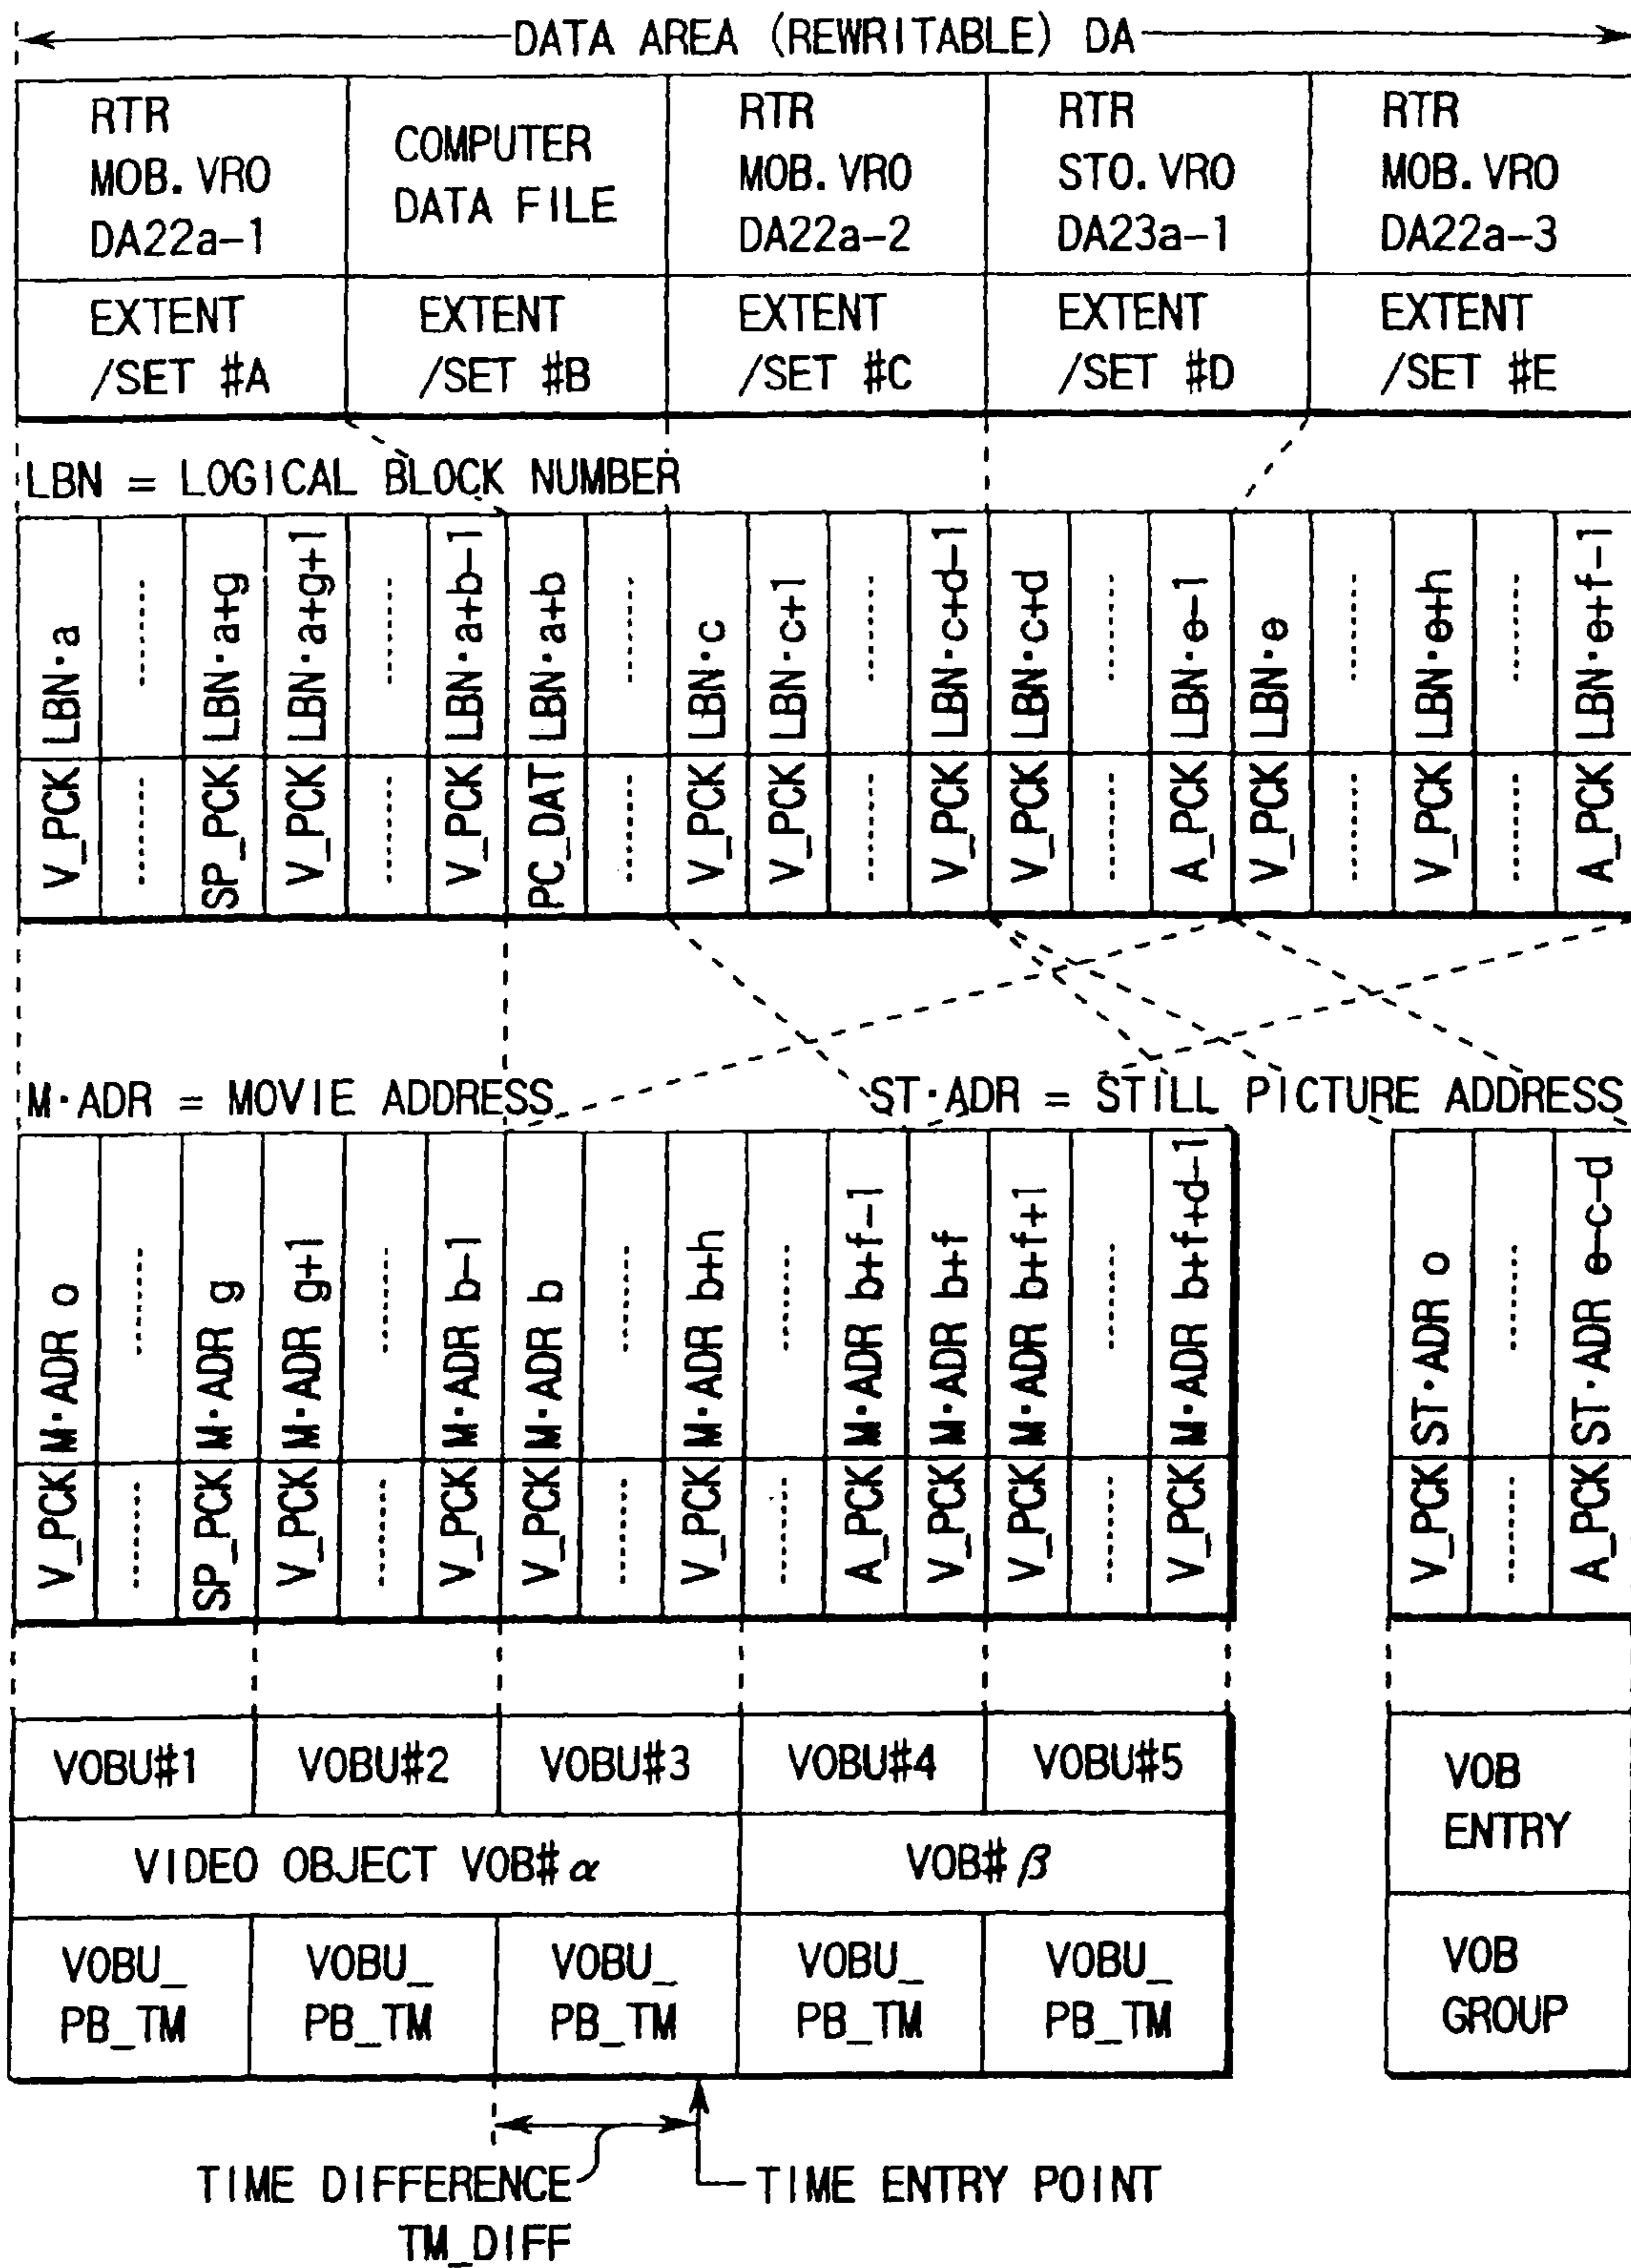 DATA AREA (REWRITABLE) DA
RTR
MOB.VRO
DA22a-1
COMPUTER
DATA FILE
RTR
MOB.VRO
DA22a-2
RTR
STO.VRO
DA23a-1
RTR
MOB.VRO
DA22a-3
EXTENT
/SET #A
EXTENT
/SET #B
EXTENT
/SET #C
EXTENT
/SET #D
EXTENT
/SET #E
LBN = LOGICAL BLOCK NUMBER
V_PCK LBN·a
SP_PCK LBN·a+g
V_PCK LBN·a+g+1
V_PCK LBN·a+b-1
PC_DAT LBN·a+b
V_PCK LBN·c
V_PCK LBN·c+1
V_PCK LBN·c+d-1
V_PCK LBN·c+d
A_PCK LBN·e-1
V_PCK LBN·e
V_PCK LBN·e+h
A_PCK LBN·e+f-1
M·ADR = MOVIE ADDRESS
ST·ADR = STILL PICTURE ADDRESS
V_PCK M·ADR o
SP_PCK M·ADR g
V_PCK M·ADR g+1
V_PCK M·ADR b-1
V_PCK M·ADR b
V_PCK M·ADR b+h
A_PCK M·ADR b+f-1
V_PCK M·ADR b+f
V_PCK M·ADR b+f+1
V_PCK M·ADR b+f+d-1
V_PCK ST·ADR o
A_PCK ST·ADR e-c-d
VOBU#1
VOBU#2
VOBU#3
VOBU#4
VOBU#5
VOB
ENTRY
VIDEO OBJECT VOB#α
VOB#β
VOBU_
PB_TM
VOBU_
PB_TM
VOBU_
PB_TM
VOBU_
PB_TM
VOBU_
PB_TM
VOB
GROUP
TIME DIFFERENCE
TM_DIFF
TIME ENTRY POINT